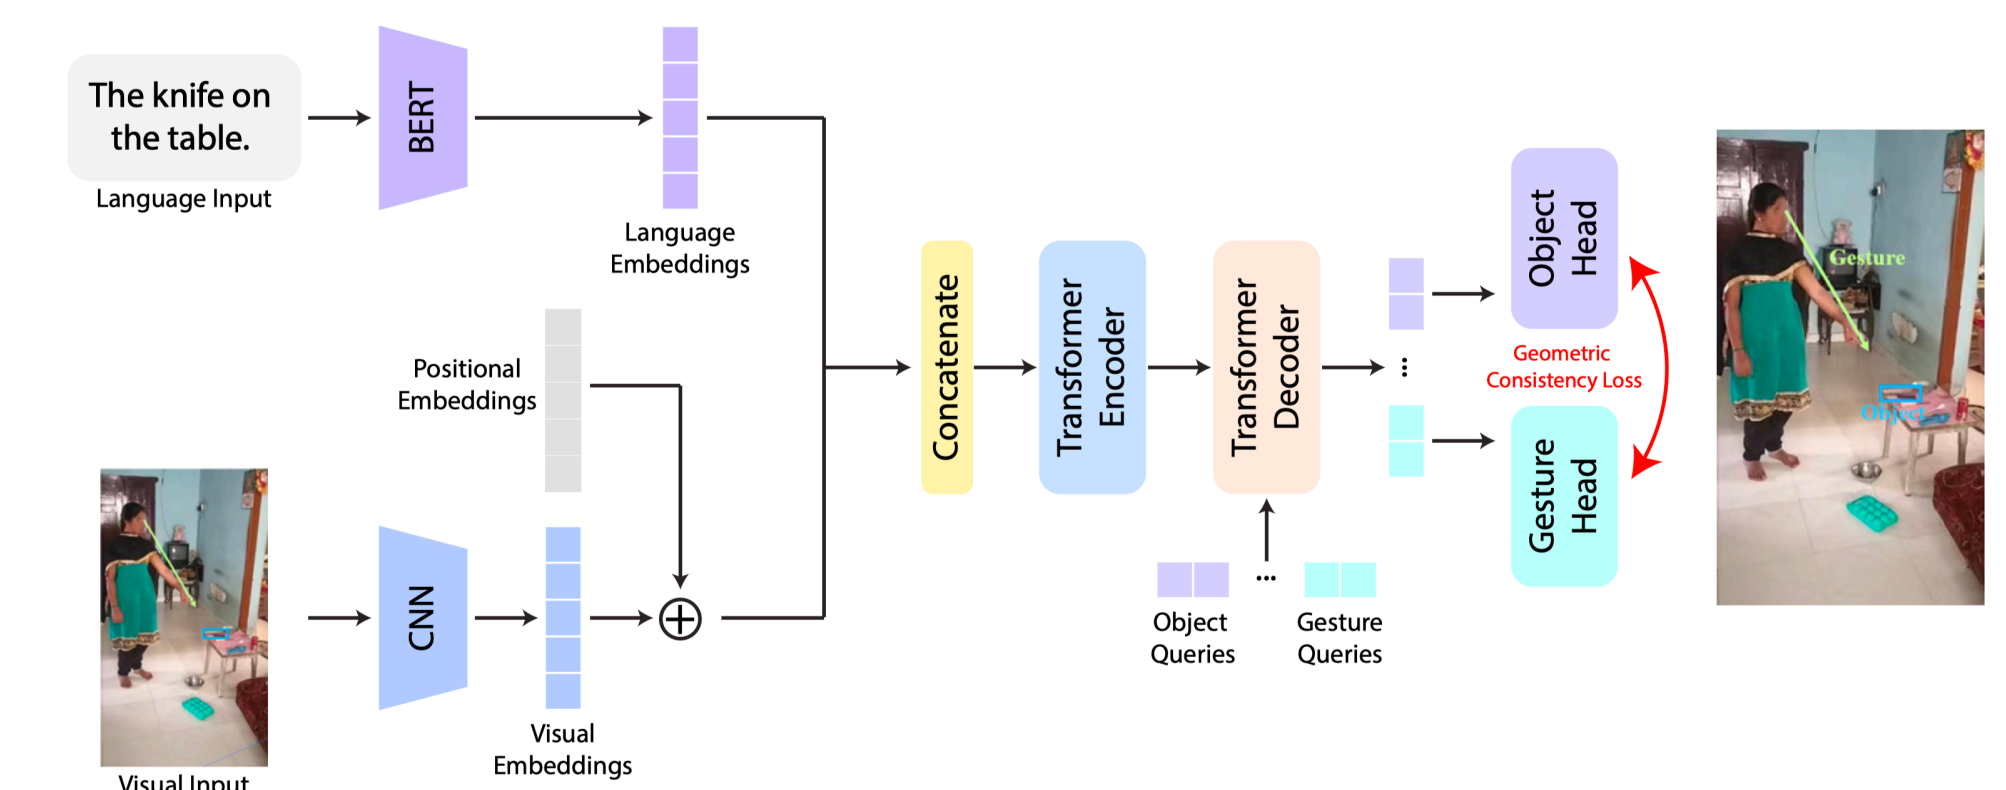 The knife on
the table.
Language Input
BERT
Language
Embeddings
Positional
Embeddings
Visual Input
CNN
Visual
Embeddings
Concatenate
Transformer
Encoder
Transformer
Decoder
Object
Queries
...
Gesture
Queries
...
Object
Head
Geometric
Consistency Loss
Gesture
Head
Gesture
Object